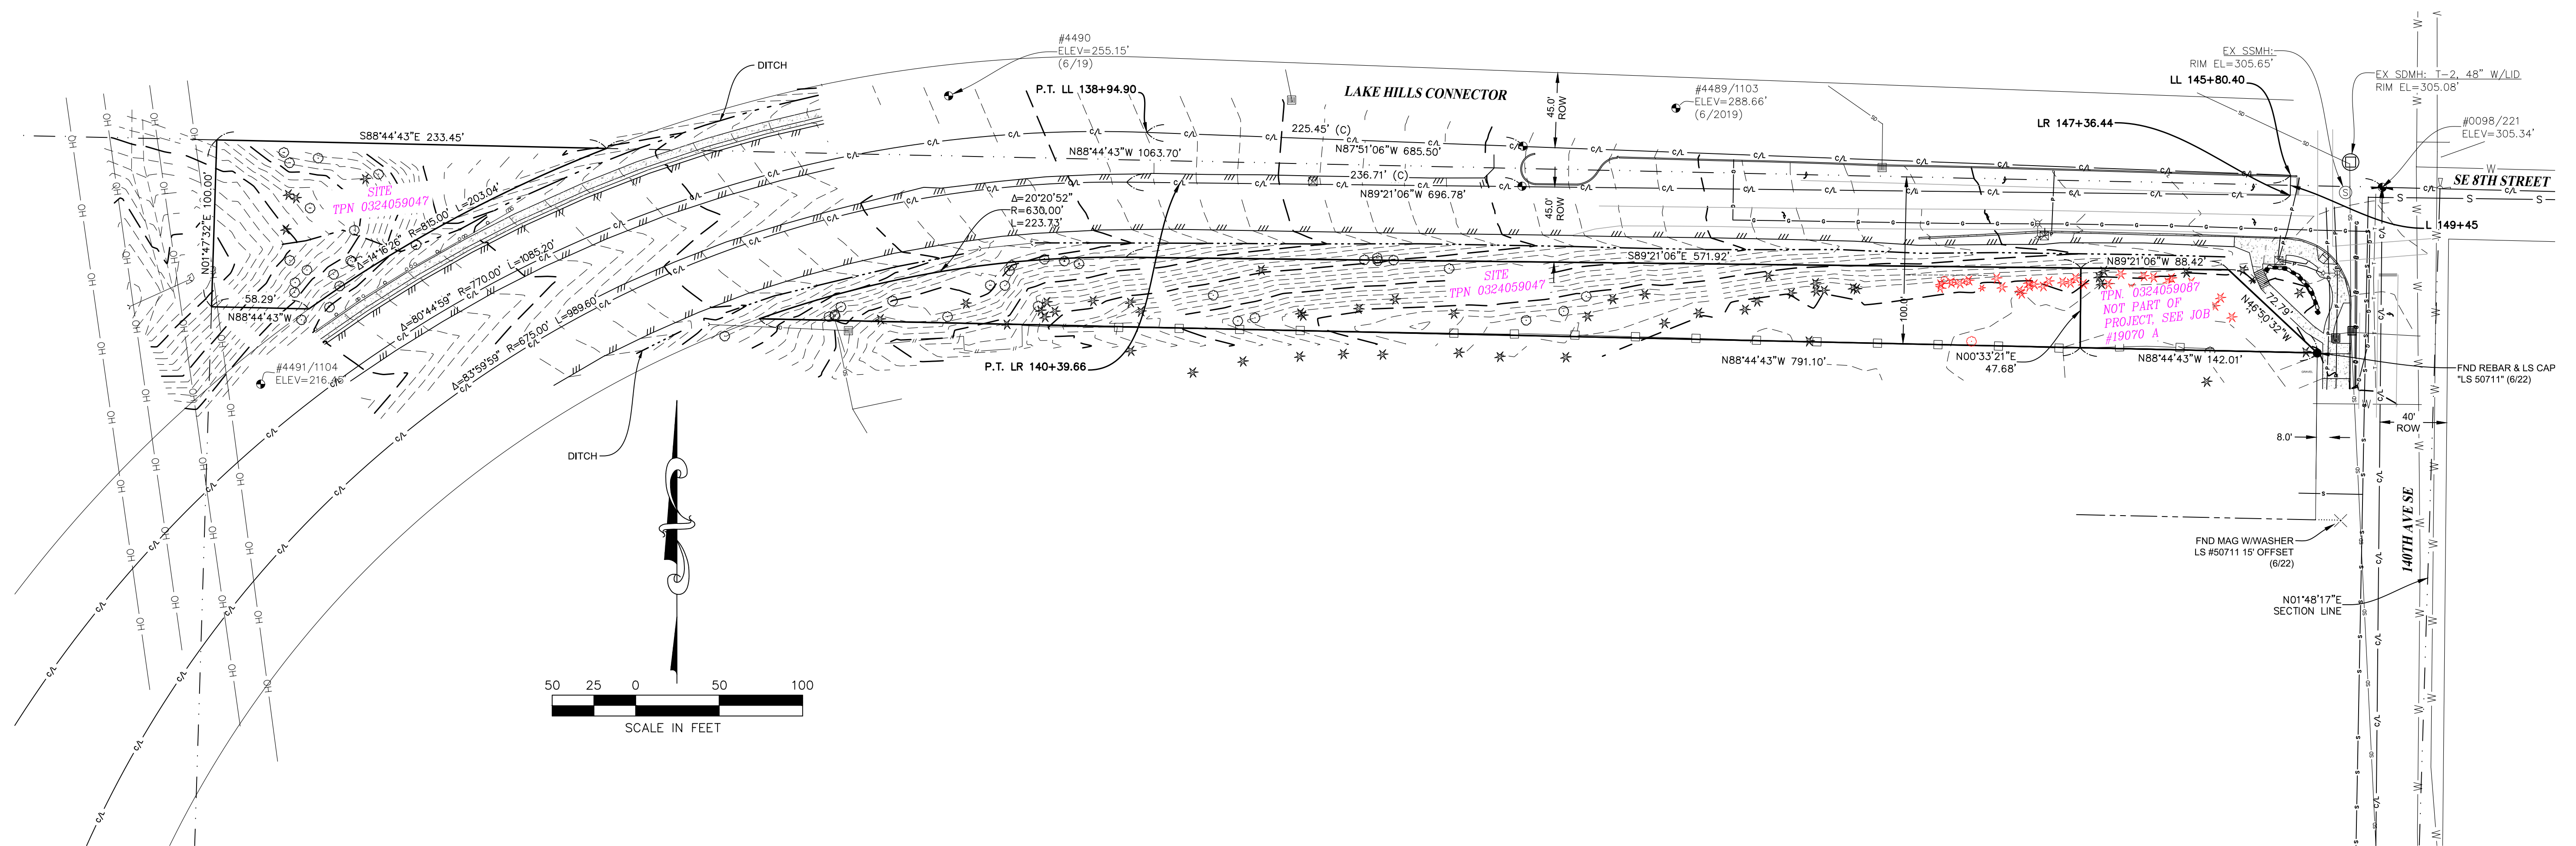 #4490
ELEV=255.15'
(6/19)
DITCH
P.T. LL 138+94.90
LAKE HILLS CONNECTOR
45.0'
ROW
#4489/1103
ELEV=288.66'
(6/2019)
EX SSMH:
RIM EL=305.65'
LL 145+80.40
EX SDMH: T-2, 48" W/LID
RIM EL=305.08'
LR 147+36.44
#0098/221
ELEV=305.34'
S88°44'43"E 233.45'
225.45' (C)
N87°51'06"W 685.50'
N88°44'43"W 1063.70'
236.71' (C)
N89°21'06"W 696.78'
45.0'
ROW
SE 8TH STREET
L 149+45
SITE
TPN 0324059047
N01°47'32"E 100.00'
Δ=14°16'26" R=815.00' L=203.04'
Δ=20°20'52"
R=630.00'
L=223.73'
S89°21'06"E 571.92'
SITE
TPN 0324059047
100.0'
N89°21'06"W 88.42'
TPN. 0324059087
NOT PART OF
PROJECT, SEE JOB
#19070 A
72.79'
N46°50'32"W
58.29'
N88°44'43"W
Δ=80°44'59" R=770.00' L=1085.20'
Δ=83°59'59" R=675.00' L=989.60'
#4491/1104
ELEV=216.46
P.T. LR 140+39.66
N88°44'43"W 791.10'
N00°33'21"E
47.68'
N88°44'43"W 142.01'
FND REBAR & LS CAP
"LS 50711" (6/22)
40'
ROW
8.0'
DITCH
140TH AVE SE
FND MAG W/WASHER
LS #50711 15' OFFSET
(6/22)
N01°48'17"E
SECTION LINE
50 25 0 50 100
SCALE IN FEET